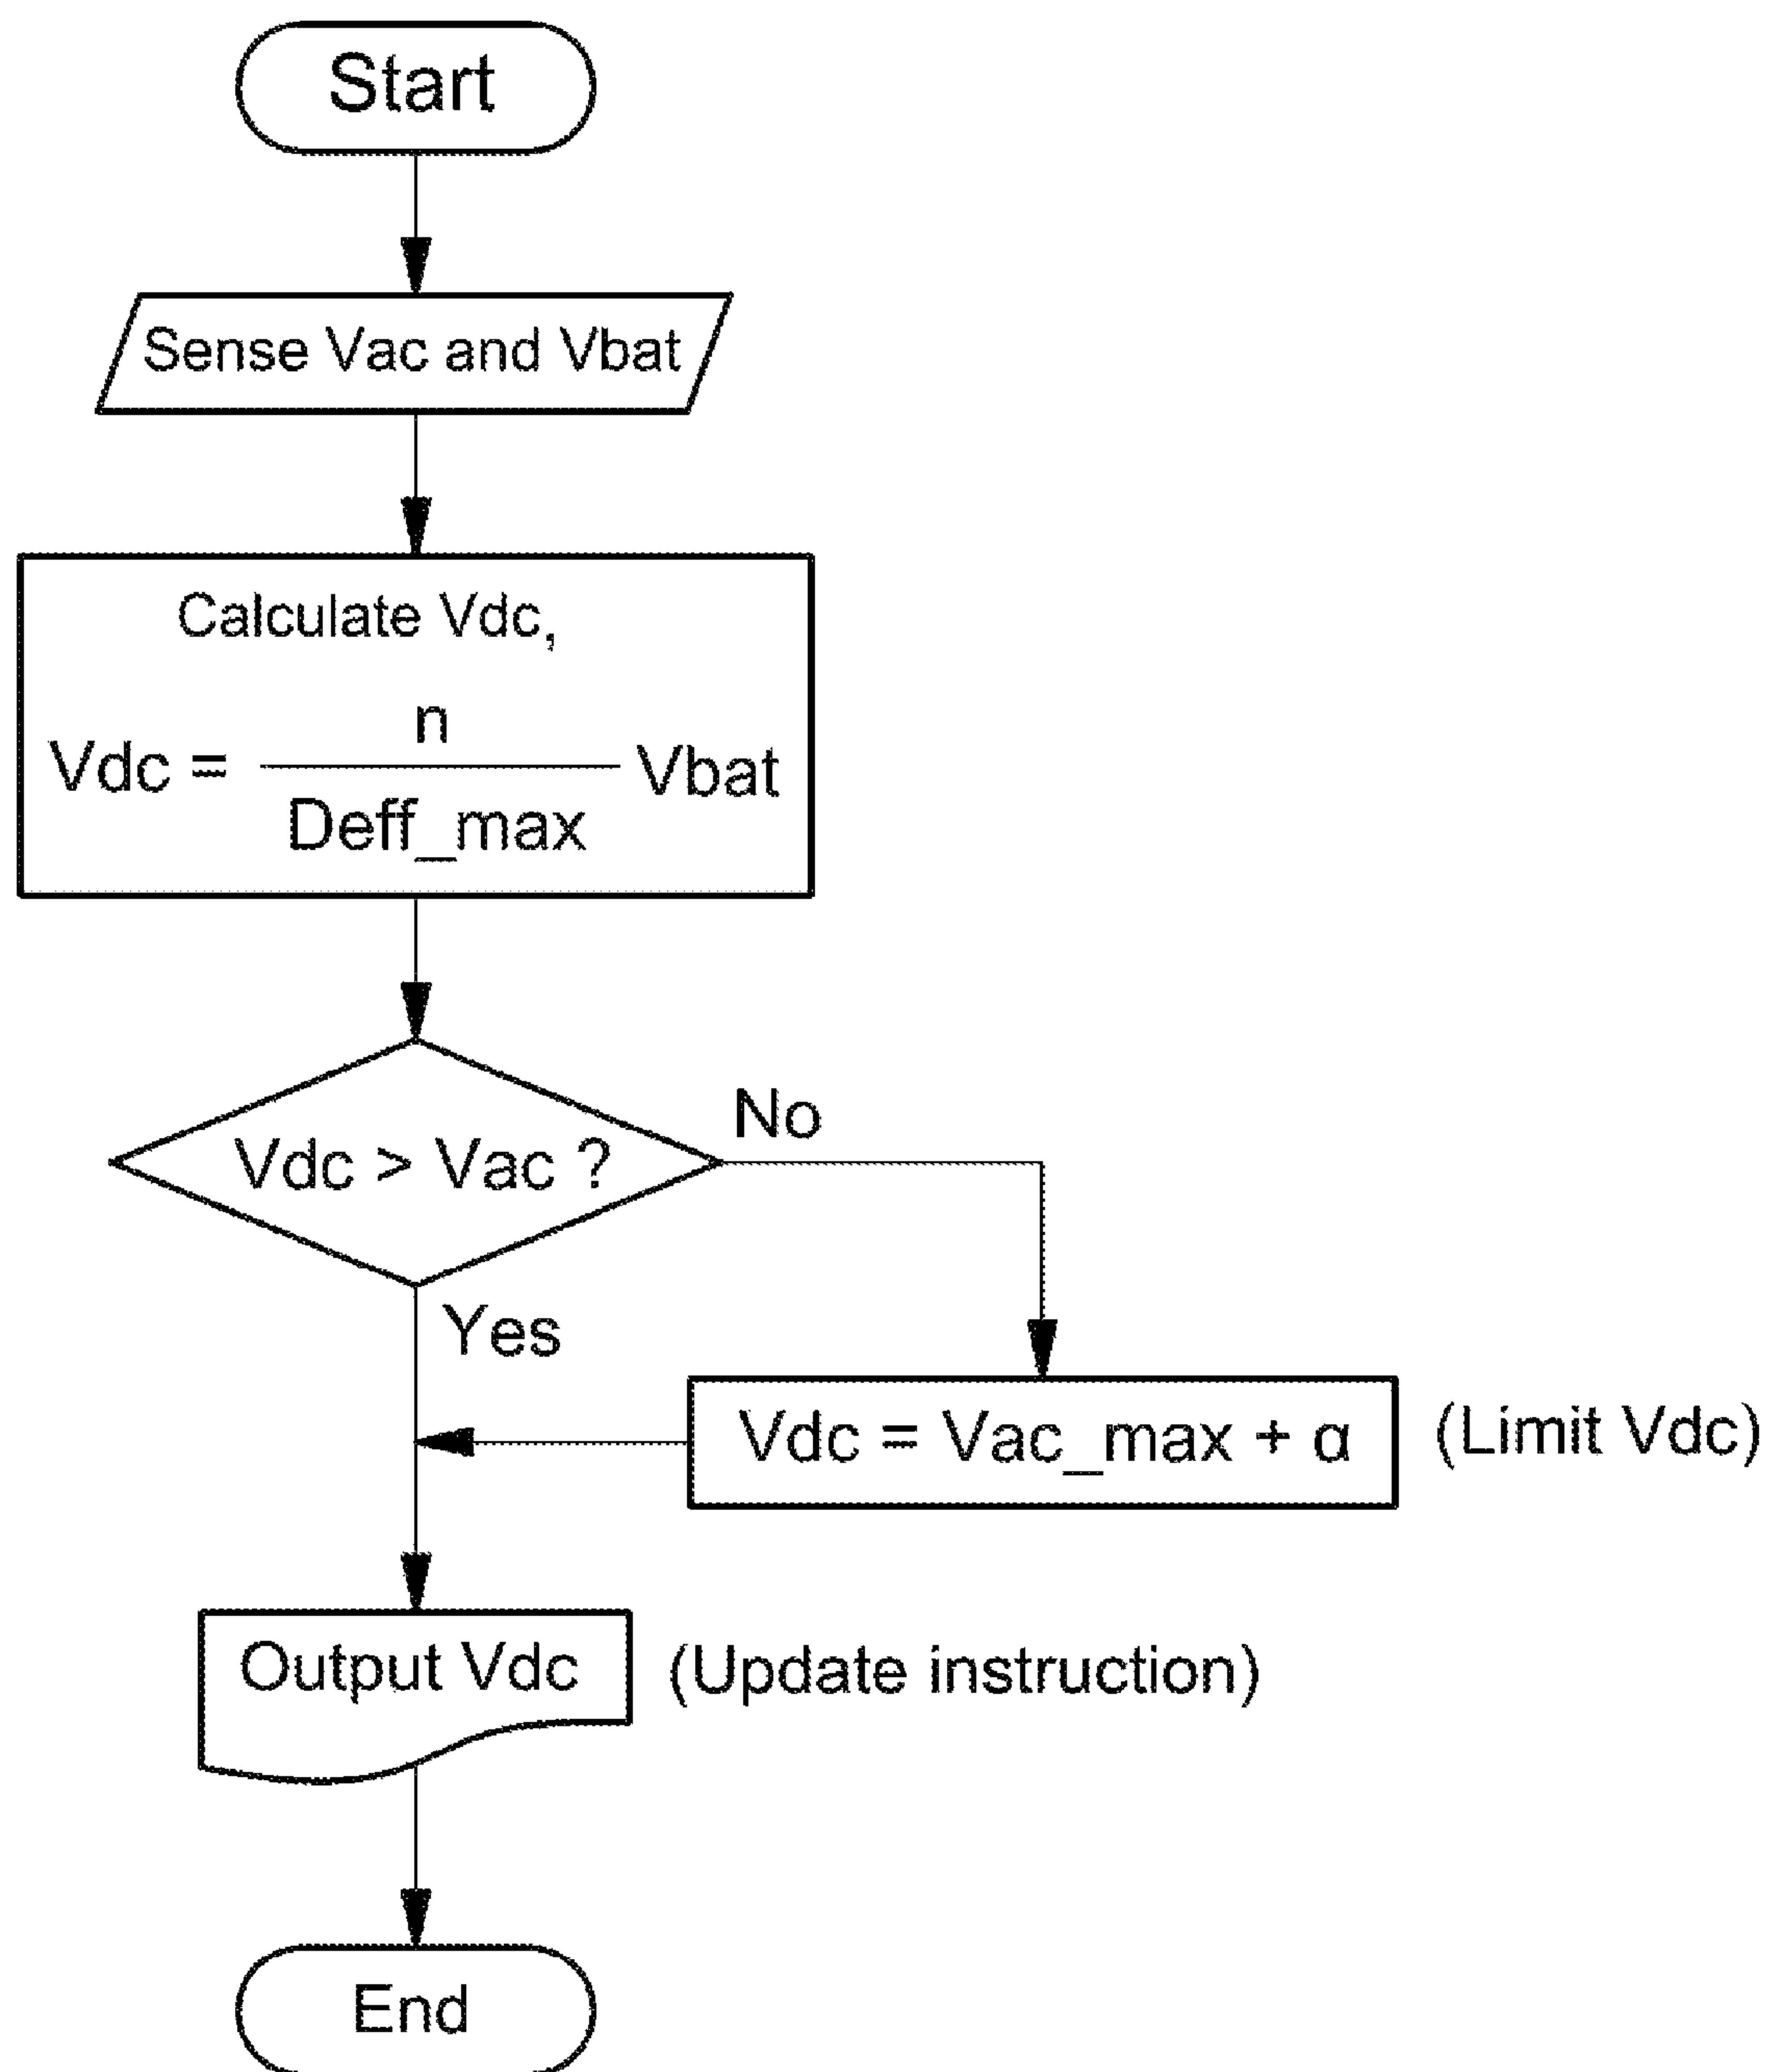 Start
Sense Vac and Vbat
Calculate Vdc,
n
Vdc = Vbat
Deff_max
Vdc > Vac ?
No
Yes
Vdc = Vac_max + α
(Limit Vdc)
Output Vdc
(Update instruction)
End